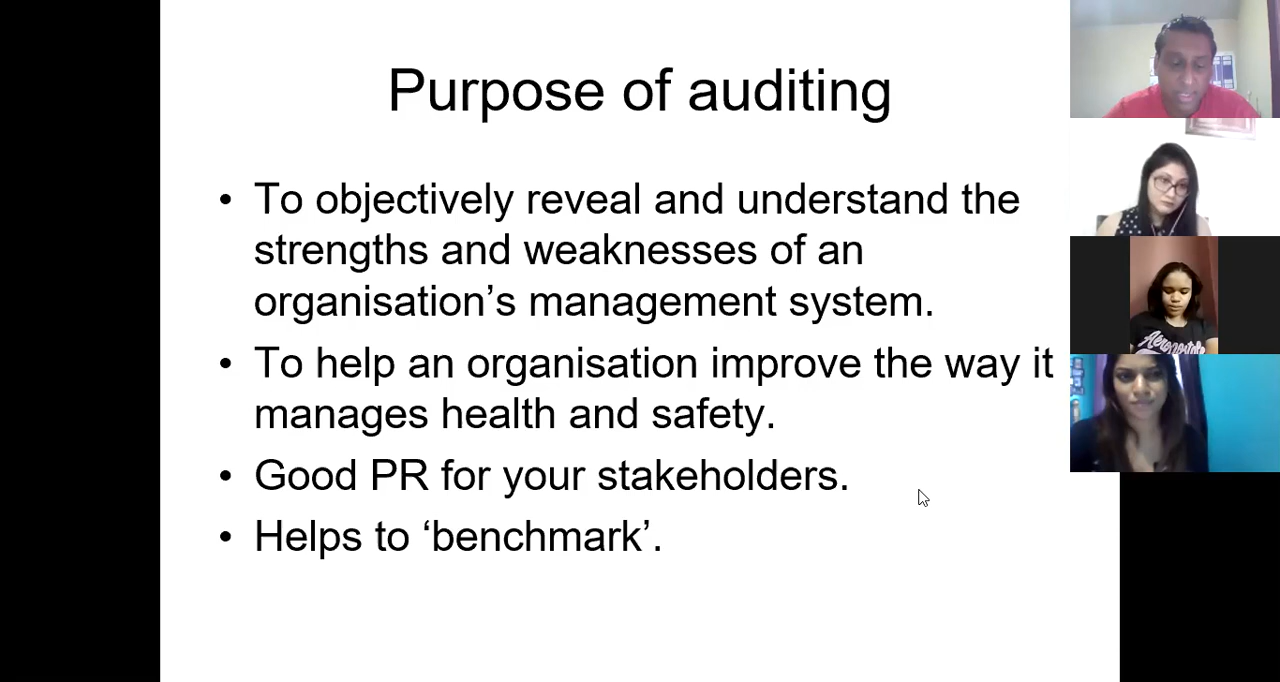 Purpose of auditing
• To objectively reveal and understand the
strengths and weaknesses of an
organisation’s management system.
• To help an organisation improve the way it
manages health and safety.
• Good PR for your stakeholders.
• Helps to ‘benchmark’.